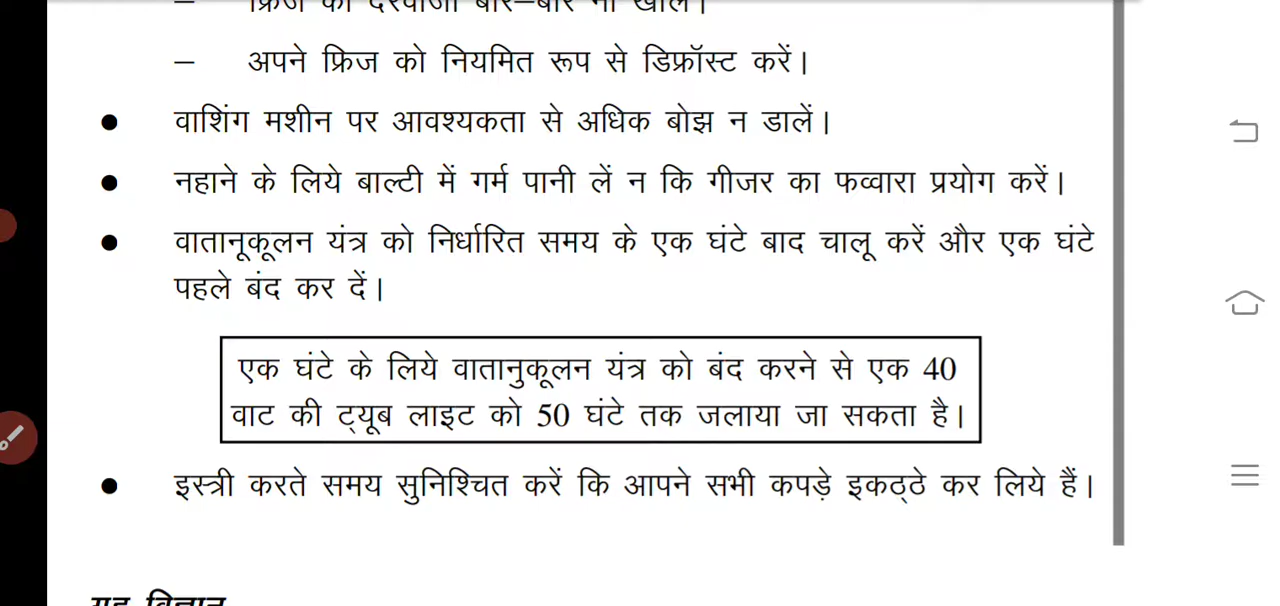 – फ्रिज का दरवाजा बार–बार ना खोलें।
– अपने फ्रिज को नियमित रूप से डिफ्रॉस्ट करें।
● वाशिंग मशीन पर आवश्यकता से अधिक बोझ न डालें।
● नहाने के लिये बाल्टी में गर्म पानी लें न कि गीजर का फव्वारा प्रयोग करें।
● वातानूकूलन यंत्र को निर्धारित समय के एक घंटे बाद चालू करें और एक घंटे
पहले बंद कर दें।
एक घंटे के लिये वातानुकूलन यंत्र को बंद करने से एक 40
वाट की ट्यूब लाइट को 50 घंटे तक जलाया जा सकता है।
● इस्त्री करते समय सुनिश्चित करें कि आपने सभी कपड़े इकठ्ठे कर लिये हैं।
गृह विज्ञान